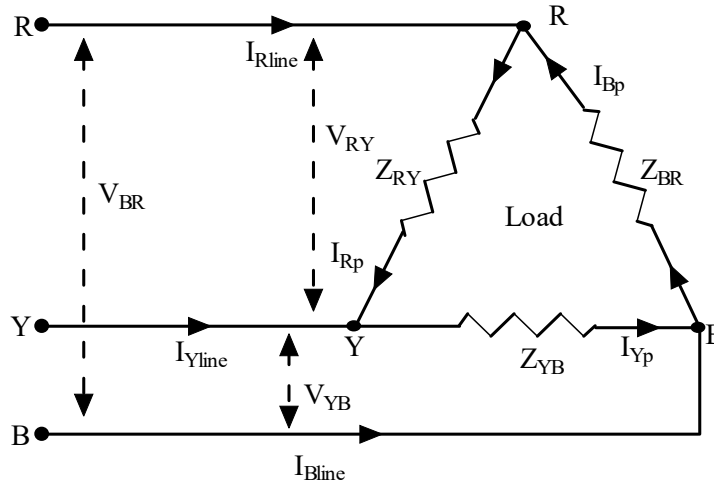 R
R
I_Rline
I_Bp
V_RY
Z_RY
Z_BR
V_BR
Load
I_Rp
Y
Y
I_Yline
Z_YB
I_Yp
V_YB
B
I_Bline